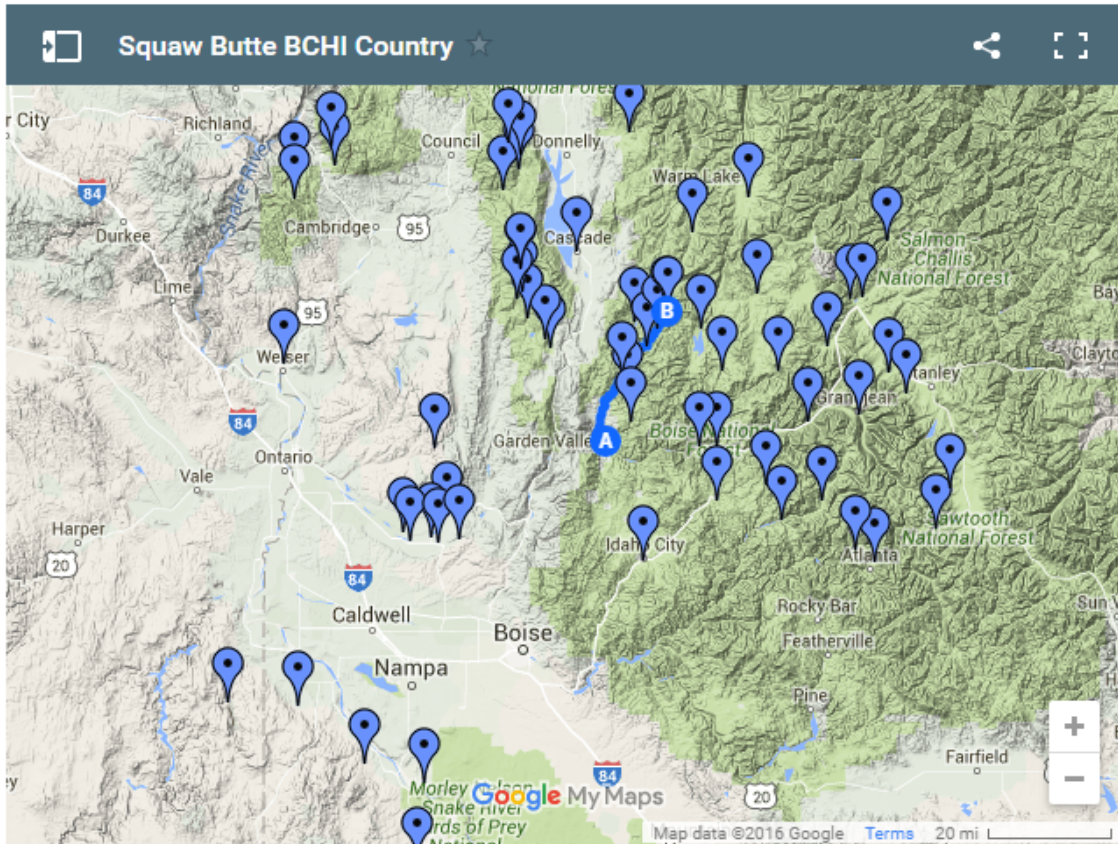 Squaw Butte BCHI Country
National Forest
Richland
Council
Donnelly
84
Warm Lake
Snake River
Durkee
Cambridge
95
Cascade
Salmon-
Challis
National Forest
Lime
95
B
Weiser
Stanley
Clayto
84
Grandjean
Garden Valle
A
Boise National
Ontario
Vale
Harper
20
Idaho City
Sawtooth
National Forest
Atlanta
84
Rocky Bar
Sun V
Caldwell
Boise
Featherville
Nampa
Pine
+
Fairfield
84
−
20
Morley Nelson
Snake River
Birds of Prey
National
Google My Maps
Map data ©2016 Google Terms 20 mi